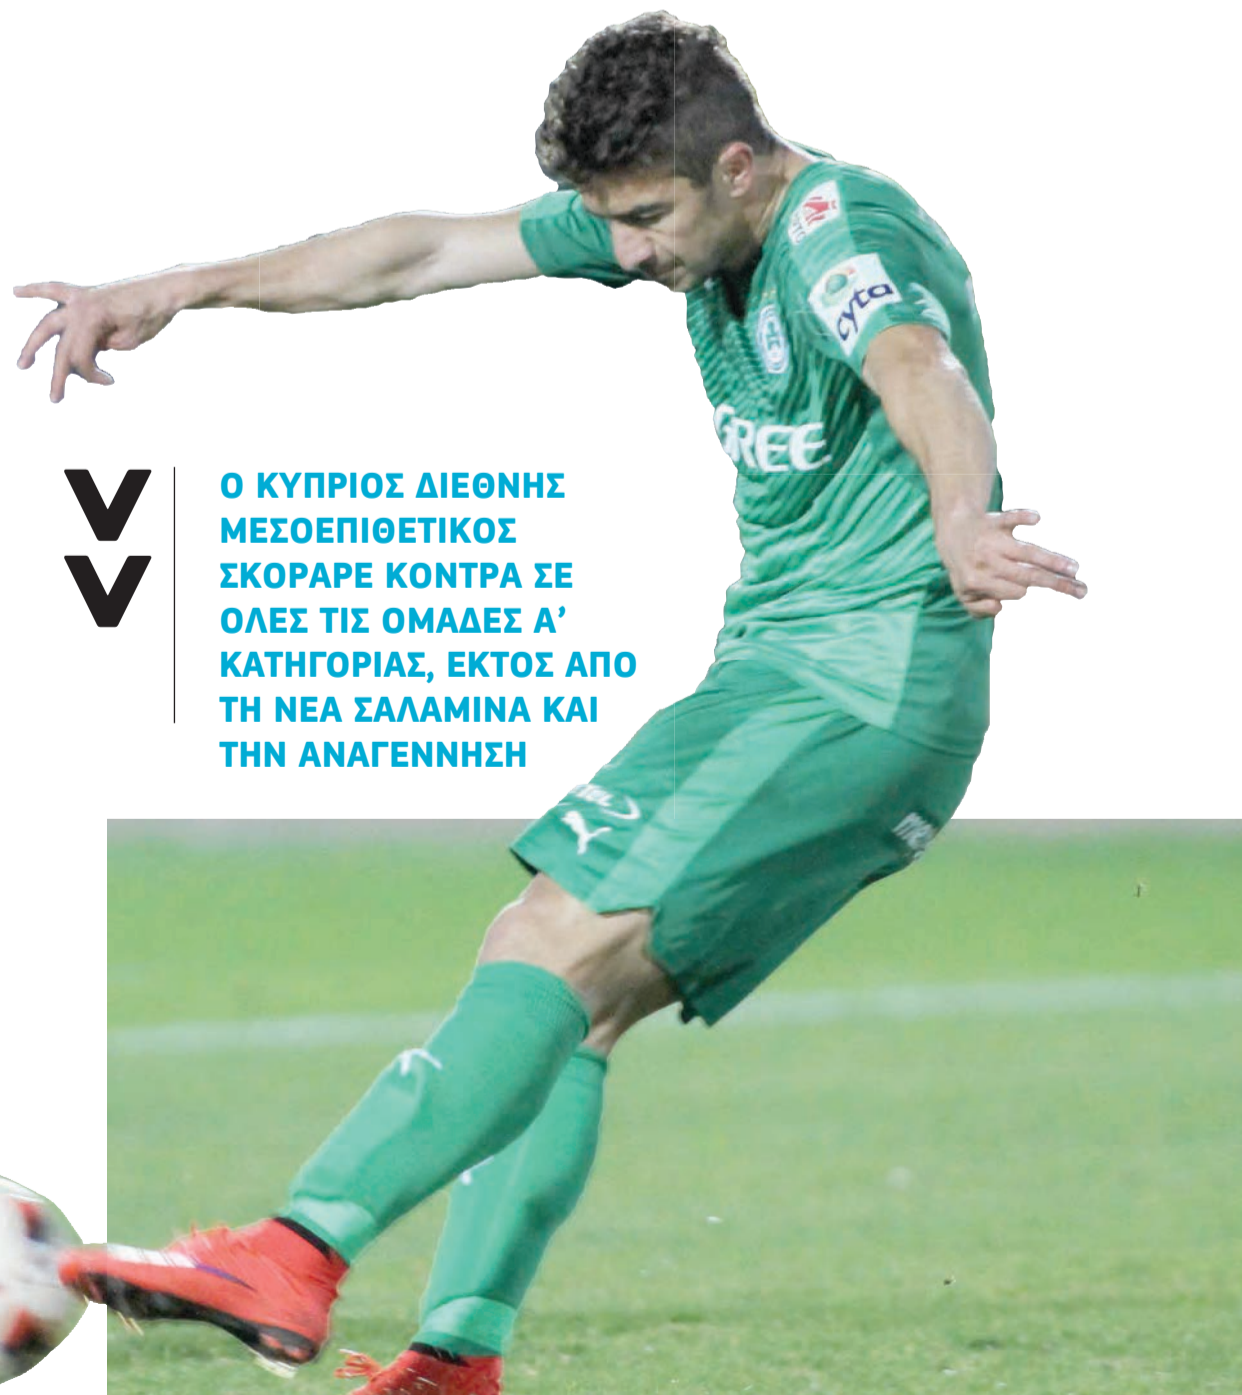 cyta
GREE
Ο ΚΥΠΡΙΟΣ ΔΙΕΘΝΗΣ
ΜΕΣΟΕΠΙΘΕΤΙΚΟΣ
ΣΚΟΡΑΡΕ ΚΟΝΤΡΑ ΣΕ
ΟΛΕΣ ΤΙΣ ΟΜΑΔΕΣ Α’
ΚΑΤΗΓΟΡΙΑΣ, ΕΚΤΟΣ ΑΠΟ
ΤΗ ΝΕΑ ΣΑΛΑΜΙΝΑ ΚΑΙ
ΤΗΝ ΑΝΑΓΕΝΝΗΣΗ